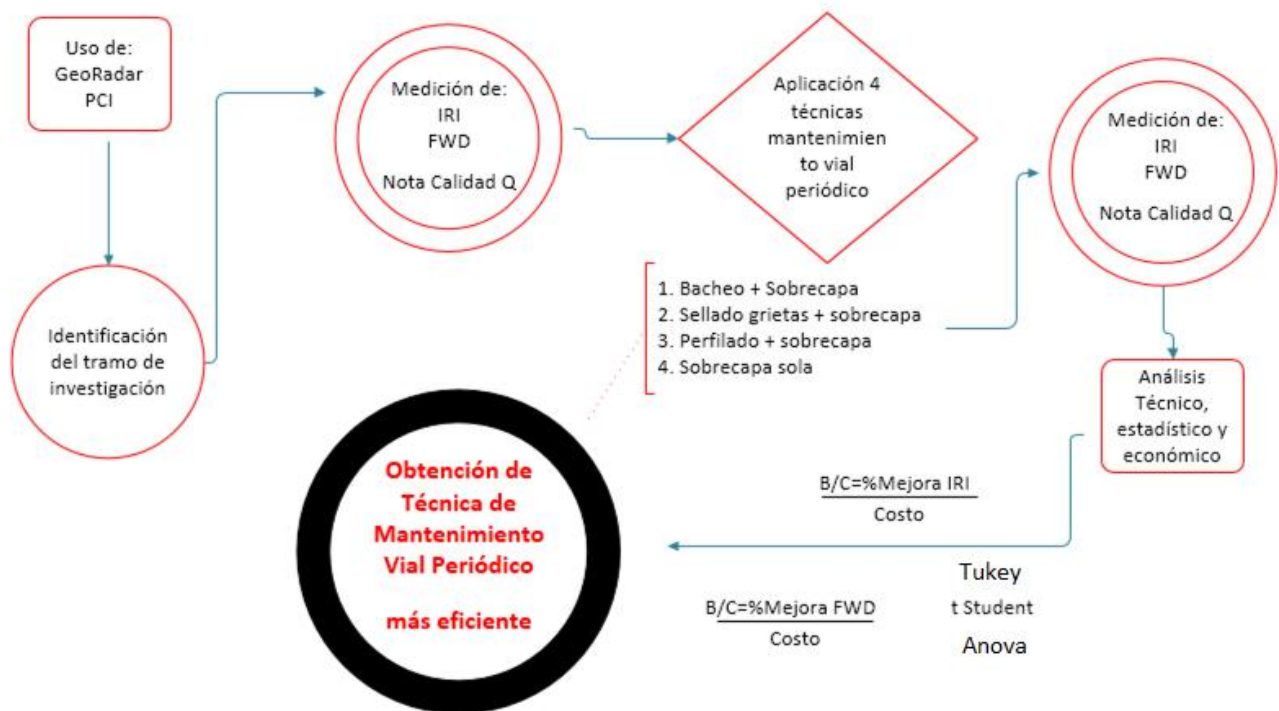 Uso de:
GeoRadar
PCI
Identificación
del tramo de
investigación
Medición de:
IRI
FWD
Nota Calidad Q
Aplicación 4
técnicas
mantenimien
to vial
periódico
1. Bacheo + Sobrecapa
2. Sellado grietas + sobrecapa
3. Perfilado + sobrecapa
4. Sobrecapa sola
Medición de:
IRI
FWD
Nota Calidad Q
Análisis
Técnico,
estadístico y
económico
B/C=%Mejora IRI
Costo
Tukey
t Student
Anova
B/C=%Mejora FWD
Costo
Obtención de
Técnica de
Mantenimiento
Vial Periódico
más eficiente